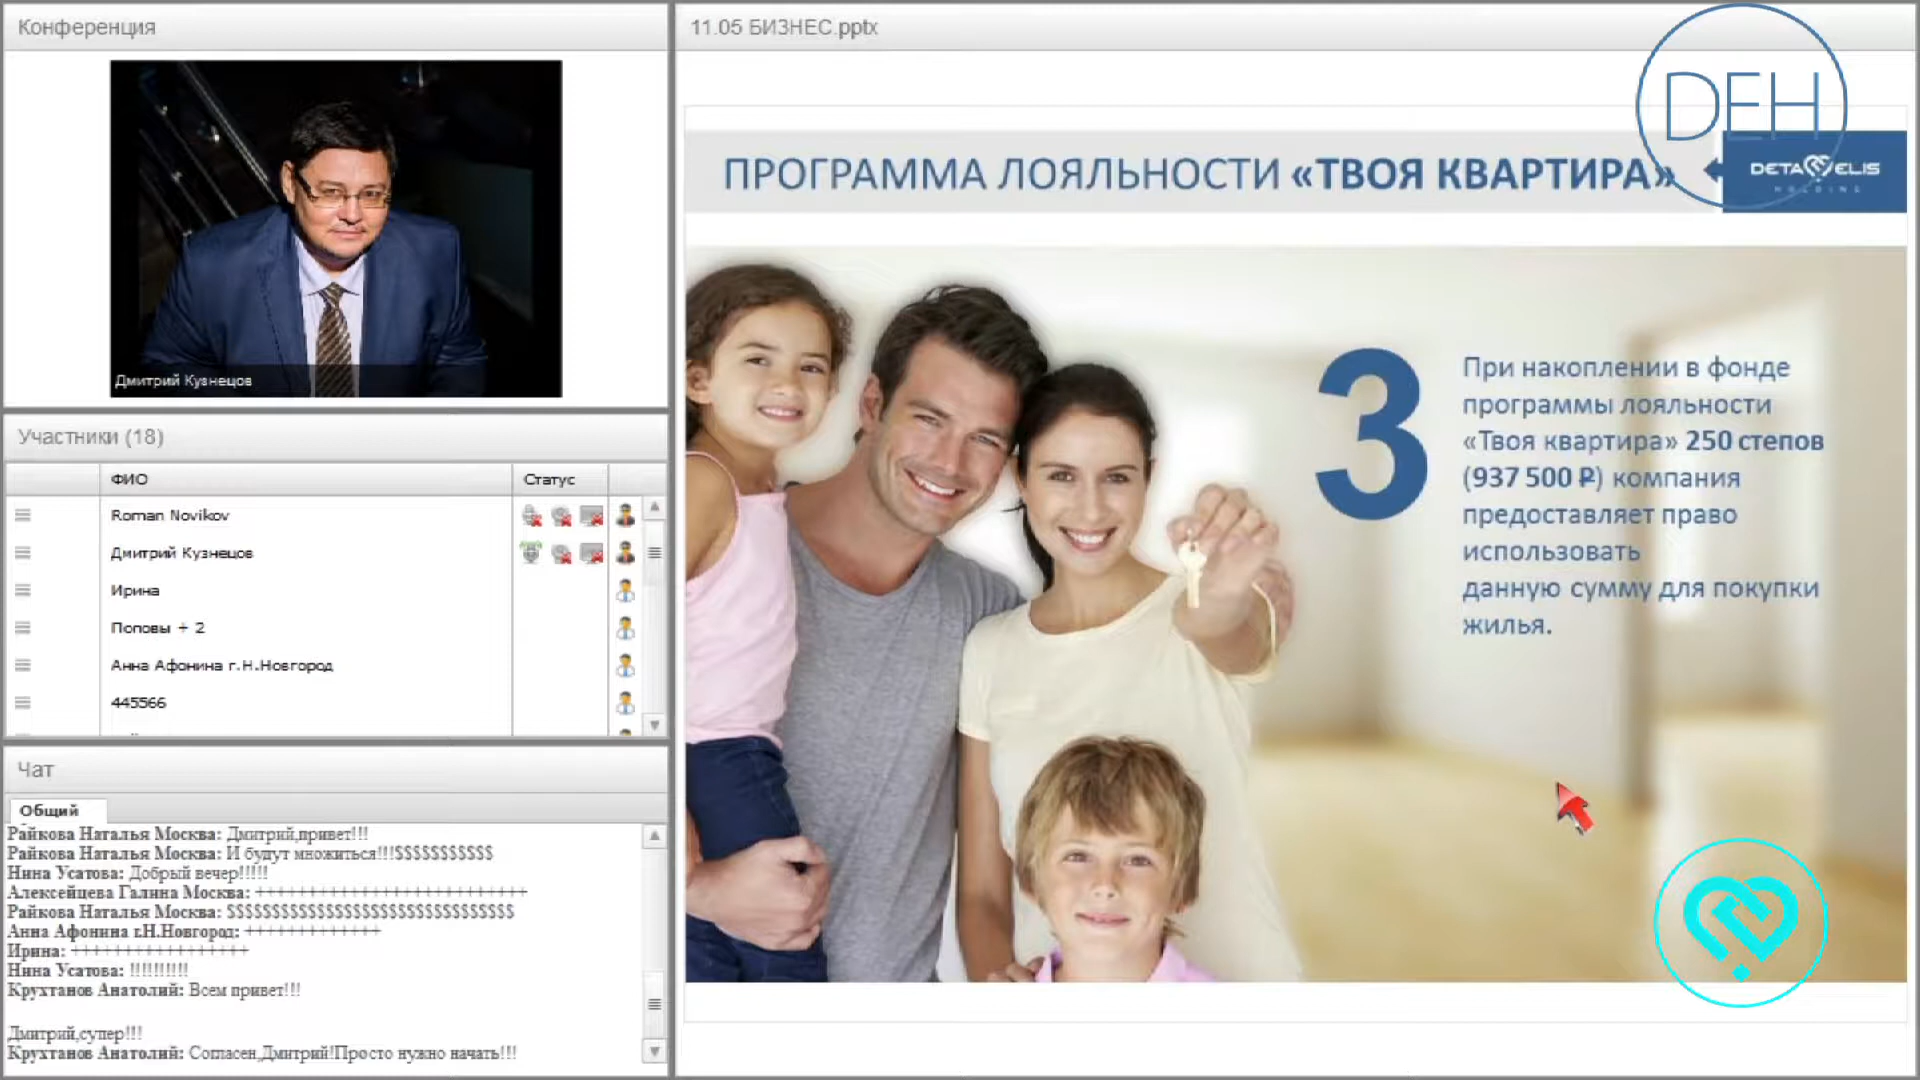 Конференция
Дмитрий Кузнецов
Участники (18)
ФИО Статус
Roman Novikov
Дмитрий Кузнецов
Ирина
Поповы + 2
Анна Афонина г.Н.Новгород
445566
Чат
Общий
Райкова Наталья Москва: Дмитрий,привет!!!
Райкова Наталья Москва: И будут множиться!!!$$$$$$$$$$$
Нина Усатова: Добрый вечер!!!!!
Алексейцева Галина Москва: +++++++++++++++++++++++++++
Райкова Наталья Москва: $$$$$$$$$$$$$$$$$$$$$$$$$$$$$$$$
Анна Афонина г.Н.Новгород: +++++++++++++
Ирина: +++++++++++++++++
Нина Усатова: !!!!!!!!!!
Крухтанов Анатолий: Всем привет!!!
Дмитрий,супер!!!
Крухтанов Анатолий: Согласен,Дмитрий!Просто нужно начать!!!
11.05 БИЗНЕС.pptx
DEH
ПРОГРАММА ЛОЯЛЬНОСТИ «ТВОЯ КВАРТИРА»
DETA ELIS
HOLDING
3
При накоплении в фонде
программы лояльности
«Твоя квартира» 250 степов
(937 500 ₽) компания
предоставляет право
использовать
данную сумму для покупки
жилья.